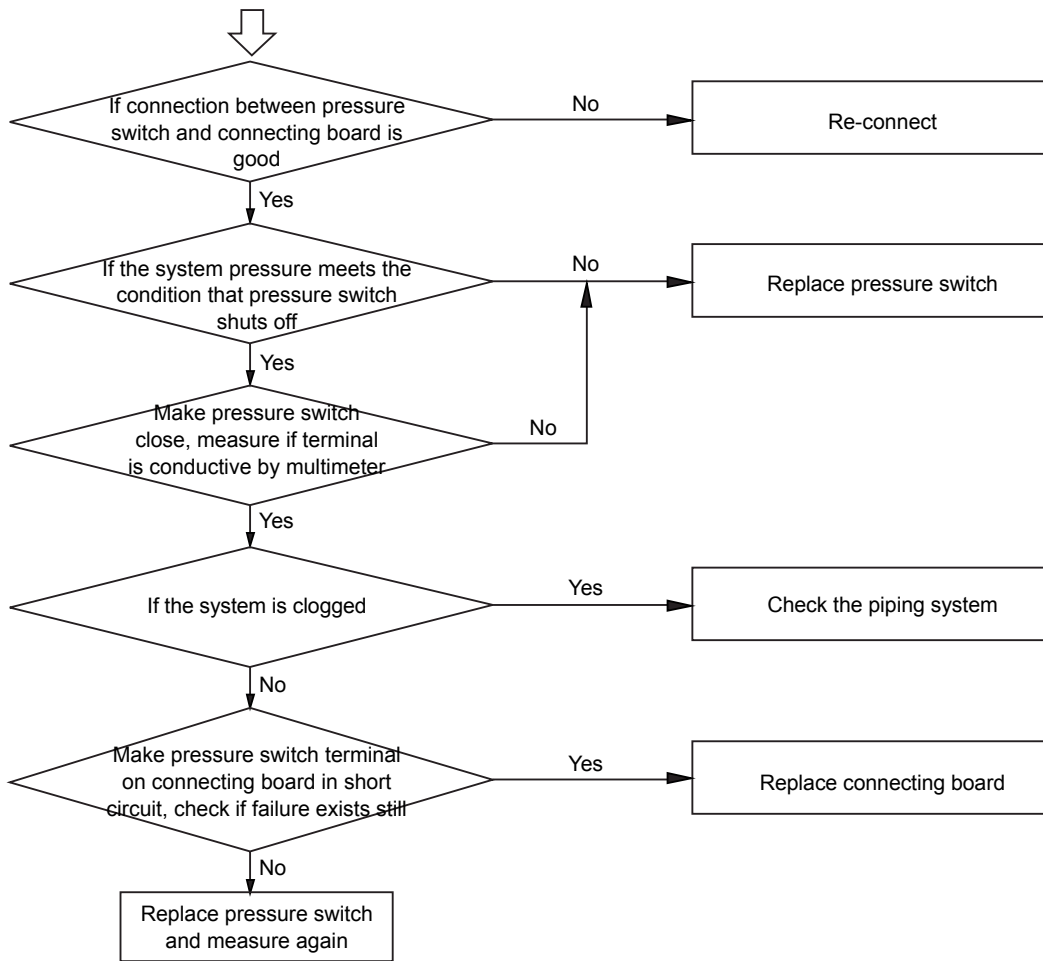 If connection between pressure
switch and connecting board is
good
No
Re-connect
Yes
If the system pressure meets the
condition that pressure switch
shuts off
No
Replace pressure switch
Yes
Make pressure switch
close, measure if terminal
is conductive by multimeter
No
Yes
If the system is clogged
Yes
Check the piping system
No
Make pressure switch terminal
on connecting board in short
circuit, check if failure exists still
Yes
Replace connecting board
No
Replace pressure switch
and measure again